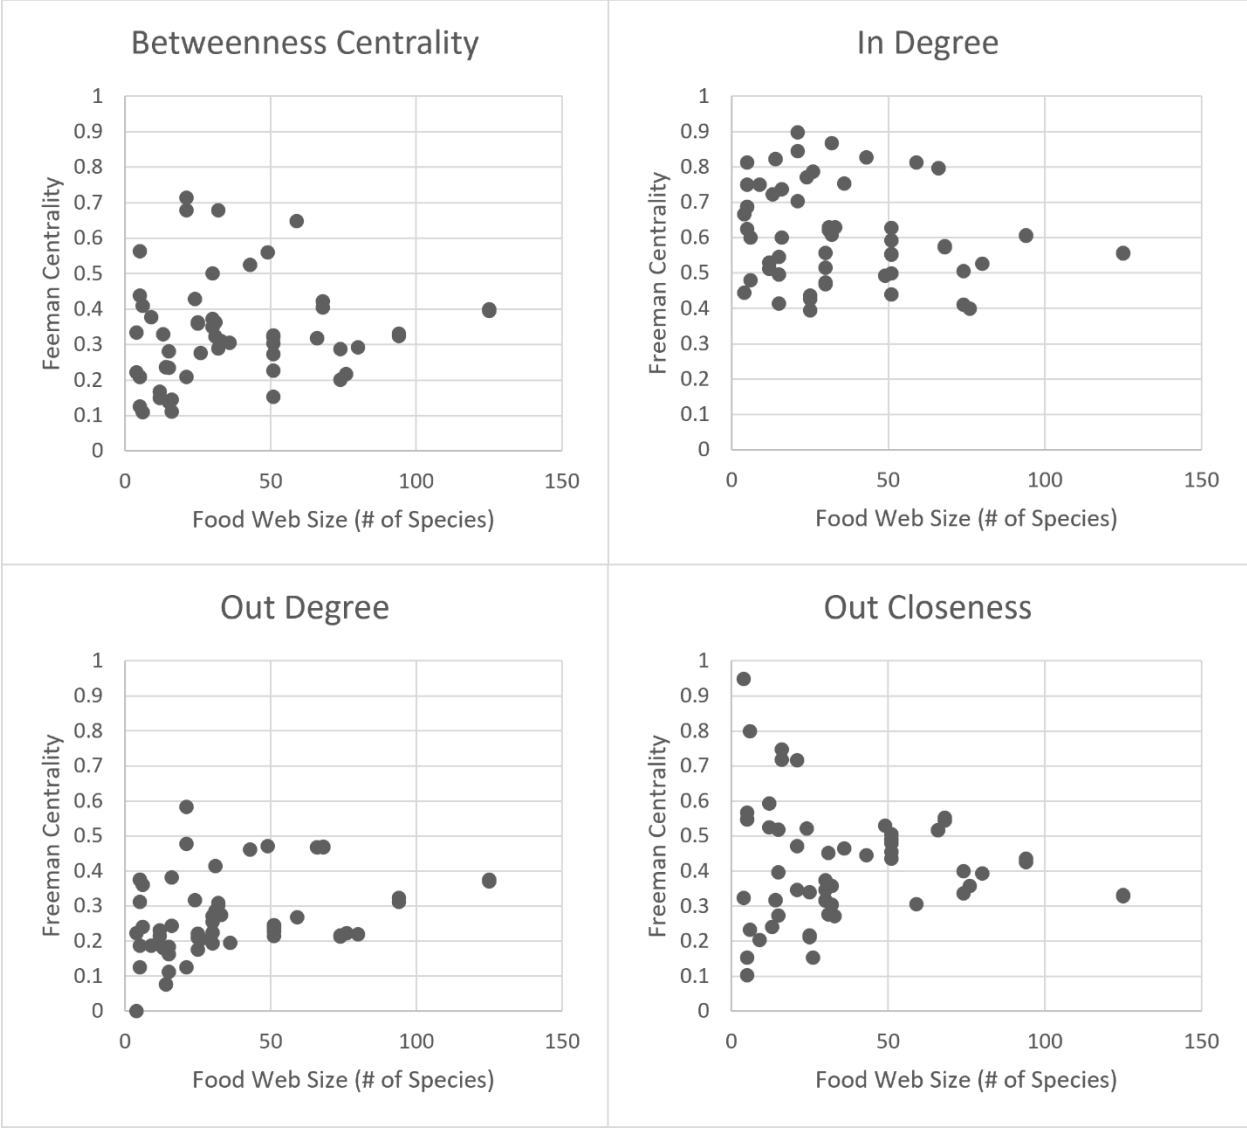 Betweenness Centrality
1
0.9
0.8
0.7
0.6
0.5
0.4
0.3
0.2
0.1
0
Feeman Centrality
0 50 100 150
Food Web Size (# of Species)
In Degree
1
0.9
0.8
0.7
0.6
0.5
0.4
0.3
0.2
0.1
0
Freeman Centrality
0 50 100 150
Food Web Size (# of Species)
Out Degree
1
0.9
0.8
0.7
0.6
0.5
0.4
0.3
0.2
0.1
0
Freeman Centrality
0 50 100 150
Food Web Size (# of Species)
Out Closeness
1
0.9
0.8
0.7
0.6
0.5
0.4
0.3
0.2
0.1
0
Freeman Centrality
0 50 100 150
Food Web Size (# of Species)